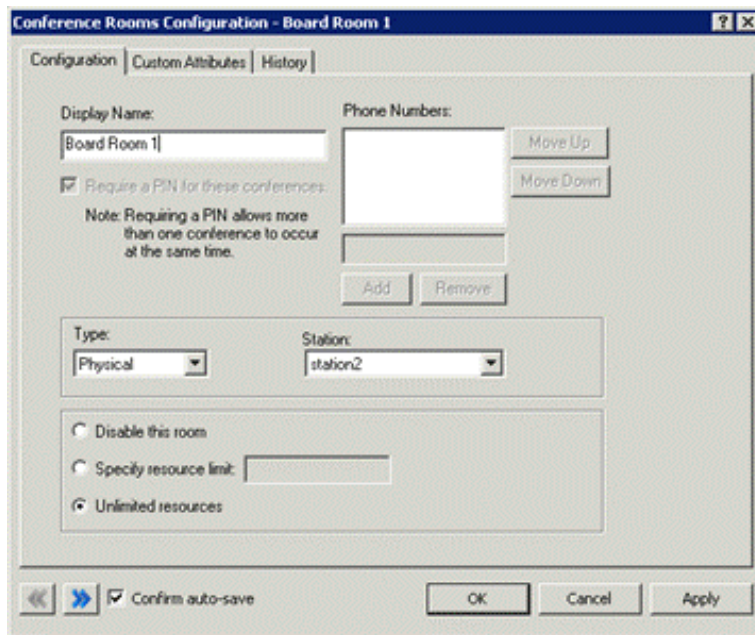 Conference Rooms Configuration - Board Room 1
Configuration
Custom Attributes
History
Display Name:
Board Room 1
Require a PIN for these conferences.
Note: Requiring a PIN allows more
than one conference to occur
at the same time.
Phone Numbers:
Move Up
Move Down
Add
Remove
Type:
Physical
Station:
station2
Disable this room
Specify resource limit:
Unlimited resources
Confirm auto-save
OK
Cancel
Apply